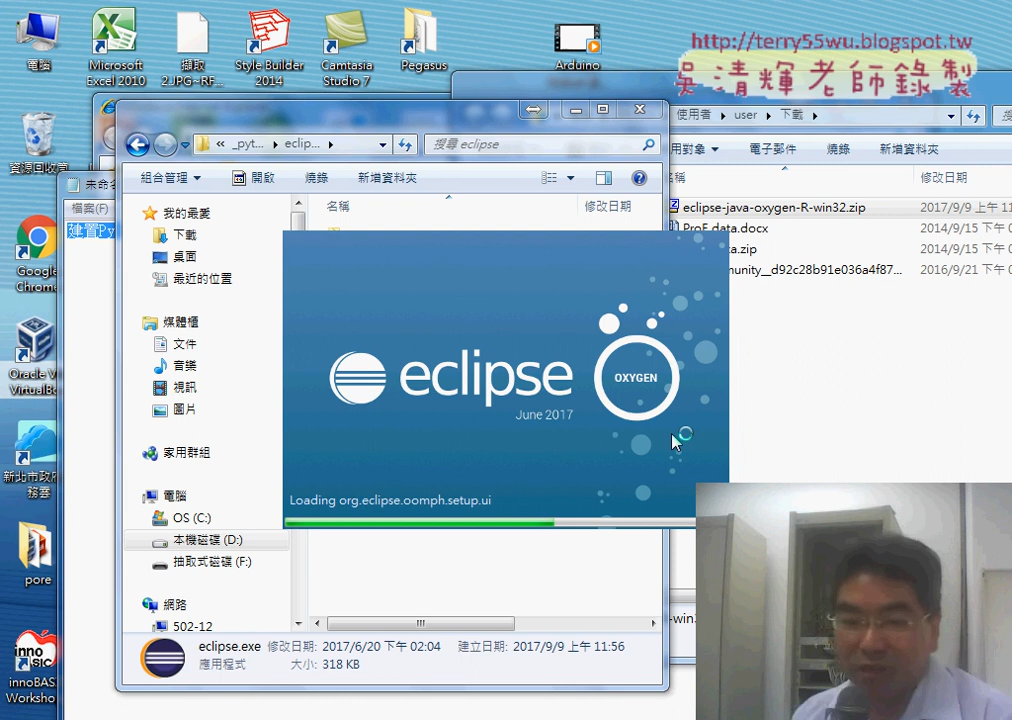 電腦
Microsoft
Excel 2010
擷取
2.JPG~RF...
Style Builder
2014
Camtasia
Studio 7
Pegasus
Arduino
http://terry55wu.blogspot.tw
吳清輝老師錄製
資源回收筒
Google
Chrome
Oracle V
VirtualBo
新北市政府
務雲
pore
innoBAS
Worksho
未命名
檔案(F)
建置Py
« _pyt... ▸ eclip... ▸
搜尋 eclipse
組合管理 ▼
開啟
燒錄
新增資料夾
我的最愛
下載
桌面
最近的位置
媒體櫃
文件
音樂
視訊
圖片
家用群組
電腦
OS (C:)
本機磁碟 (D:)
抽取式磁碟 (F:)
網路
502-12
名稱
修改日期
eclipse
June 2017
OXYGEN
Loading org.eclipse.oomph.setup.ui
eclipse.exe 修改日期: 2017/6/20 下午 02:04 建立日期: 2017/9/9 上午 11:56
應用程式 大小: 318 KB
使用者 ▸ user ▸ 下載 ▸
用對象 ▼
電子郵件
燒錄
新增資料夾
修改日期
eclipse-java-oxygen-R-win32.zip 2017/9/9 上午 11
ProE data.docx 2014/9/15 下午 0
ta.zip 2014/9/15 下午 0
munity__d92c28b91e036a4f87... 2016/9/21 下午 0
-win3